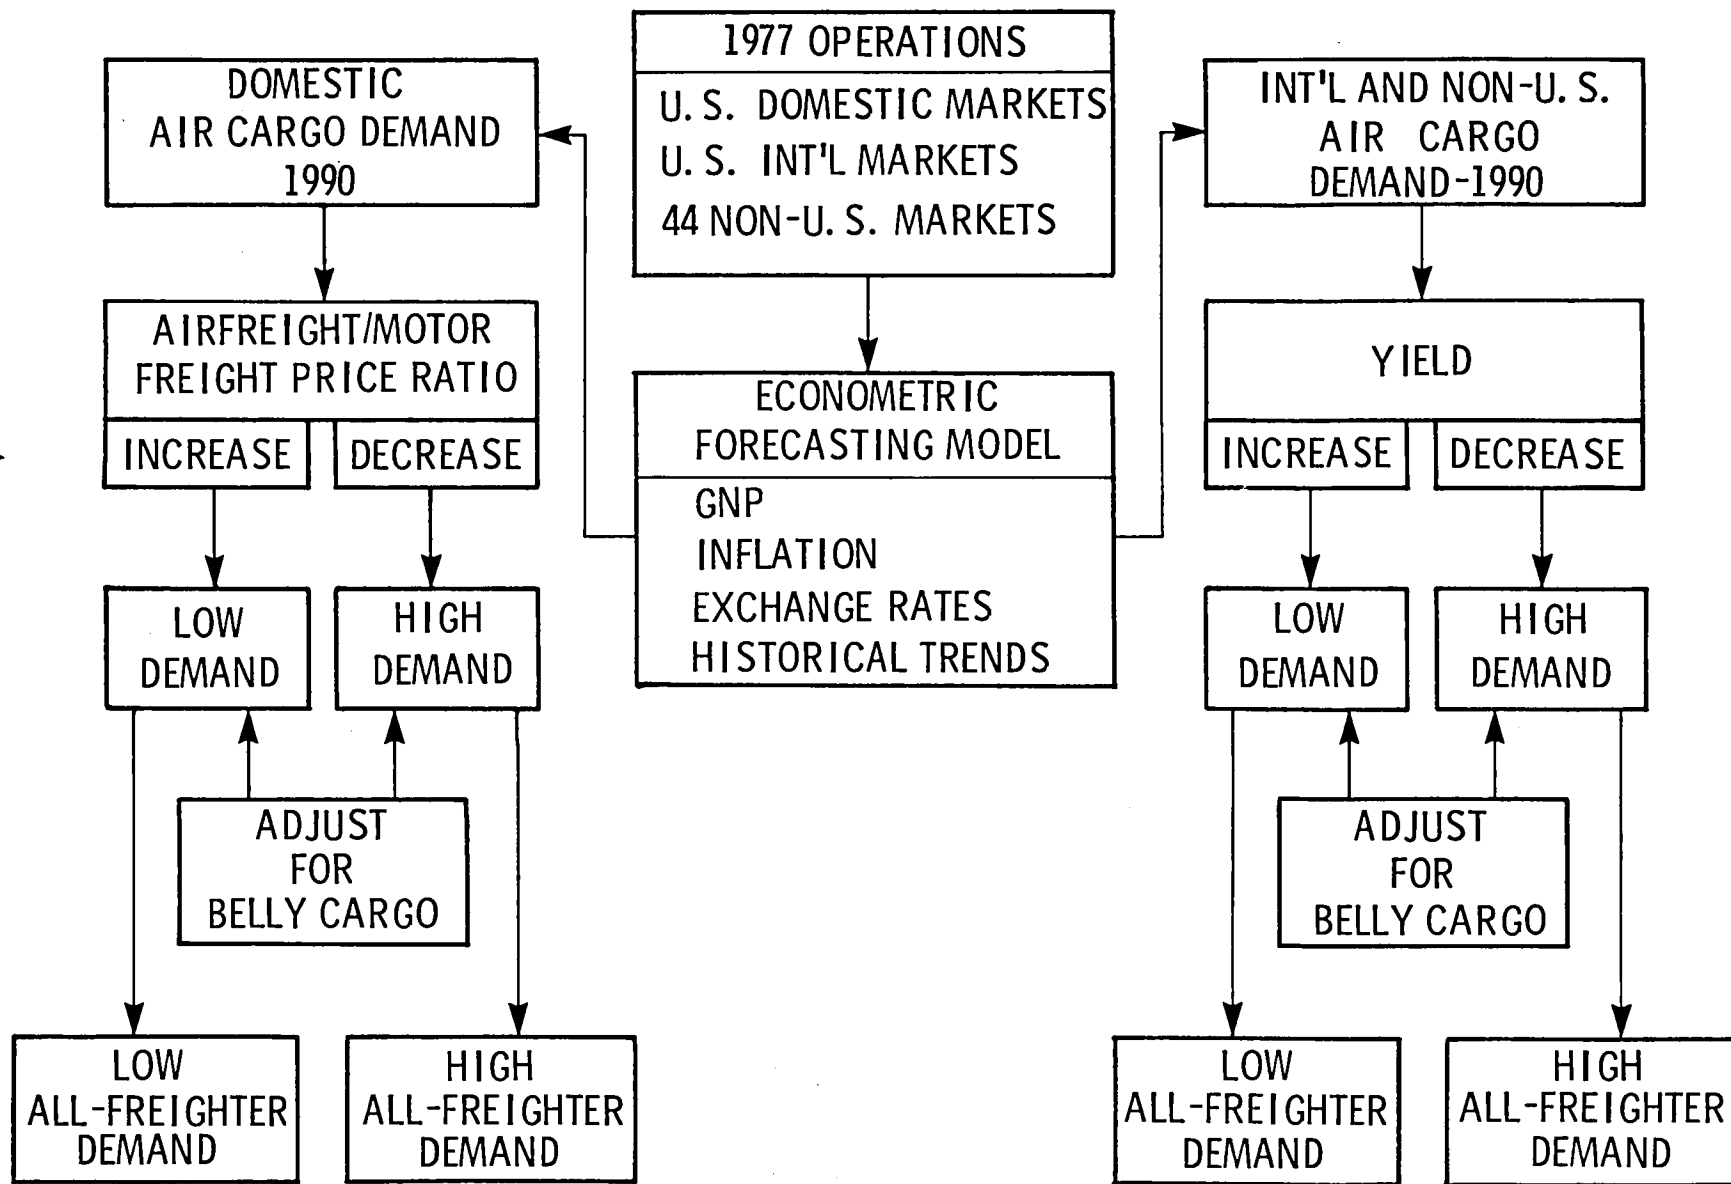 1977 OPERATIONS
U. S. DOMESTIC MARKETS
U. S. INT'L MARKETS
44 NON-U. S. MARKETS
ECONOMETRIC
FORECASTING MODEL
GNP
INFLATION
EXCHANGE RATES
HISTORICAL TRENDS
DOMESTIC
AIR CARGO DEMAND
1990
AIRFREIGHT/MOTOR
FREIGHT PRICE RATIO
INCREASE
DECREASE
LOW
DEMAND
HIGH
DEMAND
ADJUST
FOR
BELLY CARGO
LOW
ALL-FREIGHTER
DEMAND
HIGH
ALL-FREIGHTER
DEMAND
INT'L AND NON-U. S.
AIR CARGO
DEMAND-1990
YIELD
INCREASE
DECREASE
LOW
DEMAND
HIGH
DEMAND
ADJUST
FOR
BELLY CARGO
LOW
ALL-FREIGHTER
DEMAND
HIGH
ALL-FREIGHTER
DEMAND